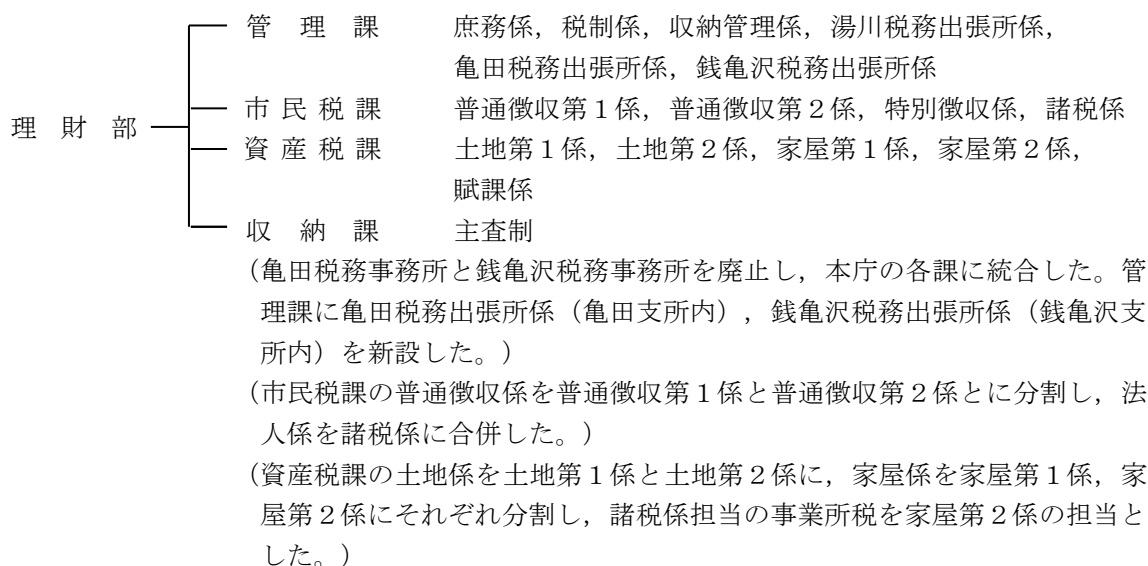 管理課 庶務係，税制係，収納管理係，湯川税務出張所係，
亀田税務出張所係，銭亀沢税務出張所係
理財部 市民税課 普通徴収第１係，普通徴収第２係，特別徴収係，諸税係
資産税課 土地第１係，土地第２係，家屋第１係，家屋第２係，
賦課係
収納課 主査制
（亀田税務事務所と銭亀沢税務事務所を廃止し，本庁の各課に統合した。管
理課に亀田税務出張所係（亀田支所内），銭亀沢税務出張所係（銭亀沢支
所内）を新設した。）
（市民税課の普通徴収係を普通徴収第１係と普通徴収第２係とに分割し，法
人係を諸税係に合併した。）
（資産税課の土地係を土地第１係と土地第２係に，家屋係を家屋第１係，家
屋第２係にそれぞれ分割し，諸税係担当の事業所税を家屋第２係の担当と
した。）